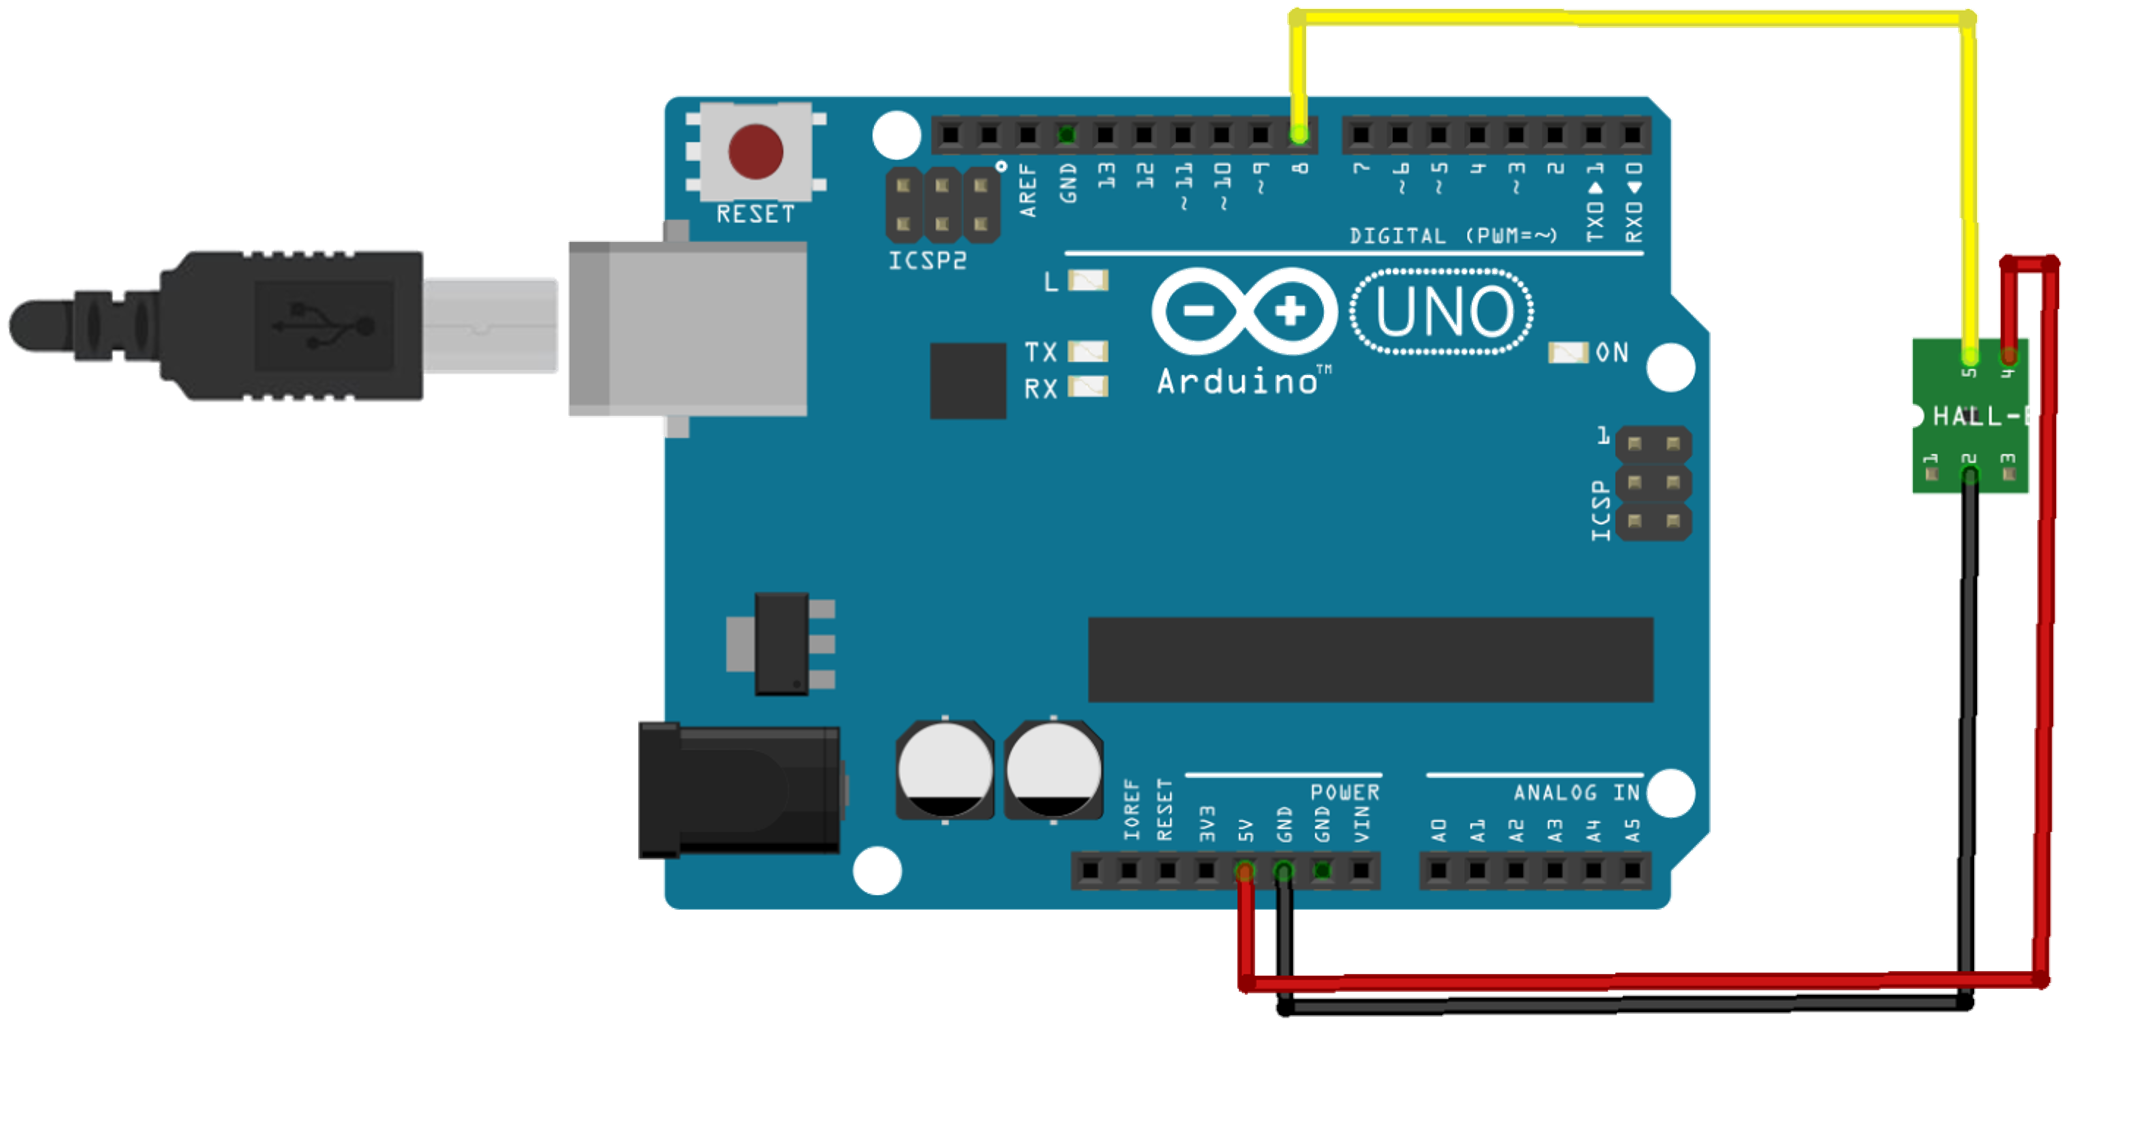 RESET
AREF
GND
13
12
~11
~10
~9
8
7
~6
~5
4
~3
2
TX0▶1
RX0◀0
DIGITAL (PWM=~)
ICSP2
L
TX
RX
UNO
Arduino™
ON
1
ICSP
5
4
HALL-E
1
2
3
POWER
ANALOG IN
IOREF
RESET
3V3
5V
GND
GND
VIN
A0
A1
A2
A3
A4
A5